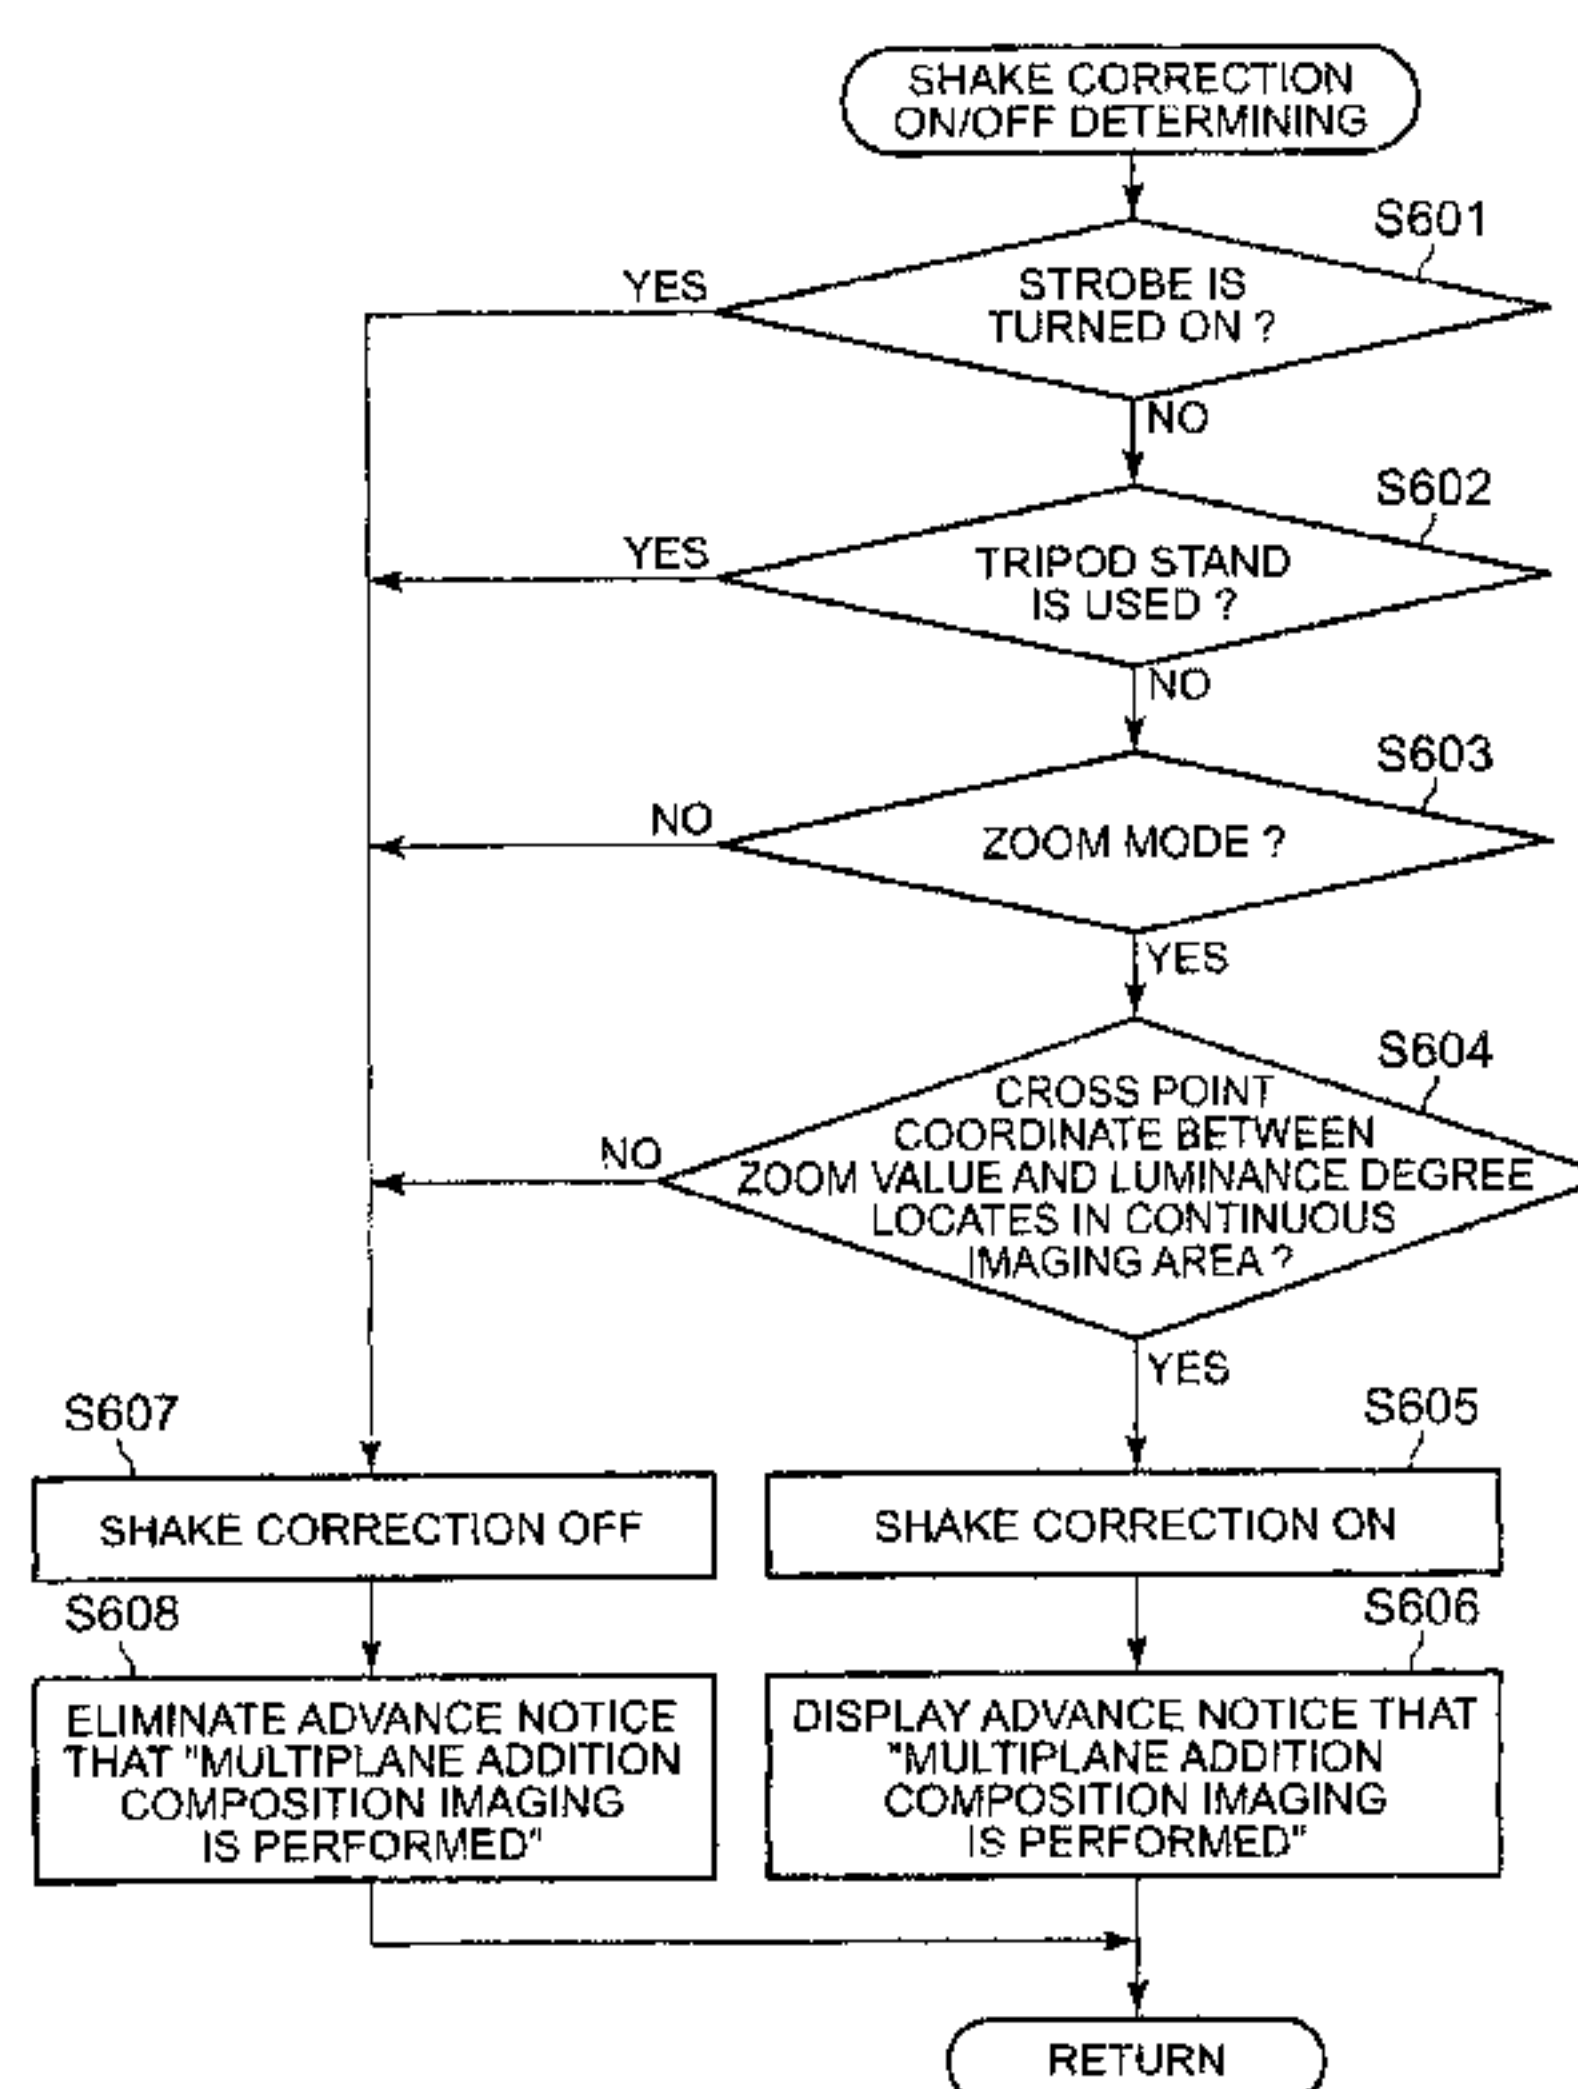 SHAKE CORRECTION
ON/OFF DETERMINING
S601
YES
STROBE IS
TURNED ON ?
NO
S602
YES
TRIPOD STAND
IS USED ?
NO
S603
NO
ZOOM MODE ?
YES
S604
NO
CROSS POINT
COORDINATE BETWEEN
ZOOM VALUE AND LUMINANCE DEGREE
LOCATES IN CONTINUOUS
IMAGING AREA ?
YES
S607
SHAKE CORRECTION OFF
S605
SHAKE CORRECTION ON
S608
ELIMINATE ADVANCE NOTICE
THAT "MULTIPLANE ADDITION
COMPOSITION IMAGING
IS PERFORMED"
S606
DISPLAY ADVANCE NOTICE THAT
"MULTIPLANE ADDITION
COMPOSITION IMAGING
IS PERFORMED"
RETURN